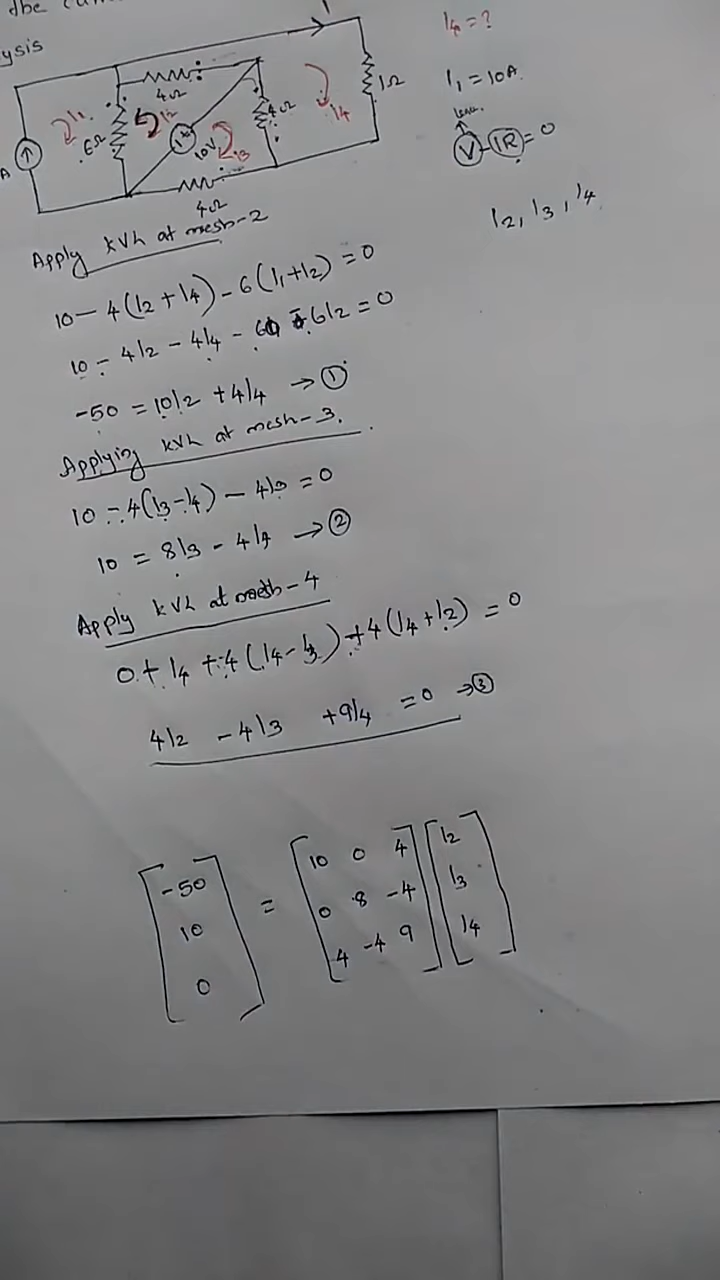 dbe
ysis
I
4Ω
1Ω
I1
I2
6Ω
4Ω
I4
10V
I3
A
4Ω
I4 = ?
I1 = 10A.
V - IR = 0
I2, I3, I4
Apply KVL at mesh-2
10 - 4(I2 + I4) - 6(I1 + I2) = 0
10 - 4I2 - 4I4 - 60 - 6I2 = 0
-50 = 10I2 + 4I4 → ①
Applying KVL at mesh-3.
10 - 4(I3 - I4) - 4I3 = 0
10 = 8I3 - 4I4 → ②
Apply KVL at mesh-4
0 + I4 + 4(I4 - I3) + 4(I4 + I2) = 0
4I2 - 4I3 + 9I4 = 0 → ③
[-50 = [10 0 4] [I2
10 0 8 -4 I3
0] 4 -4 9] I4]